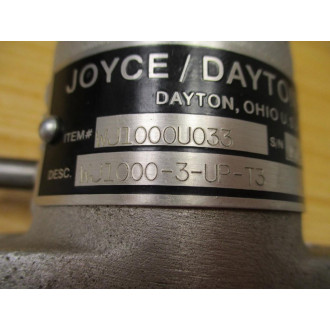 JOYCE / DAYTO
DAYTON, OHIO U S
ITEM# WJ1000U033 S/N
DESC. WJ1000-3-UP-T3